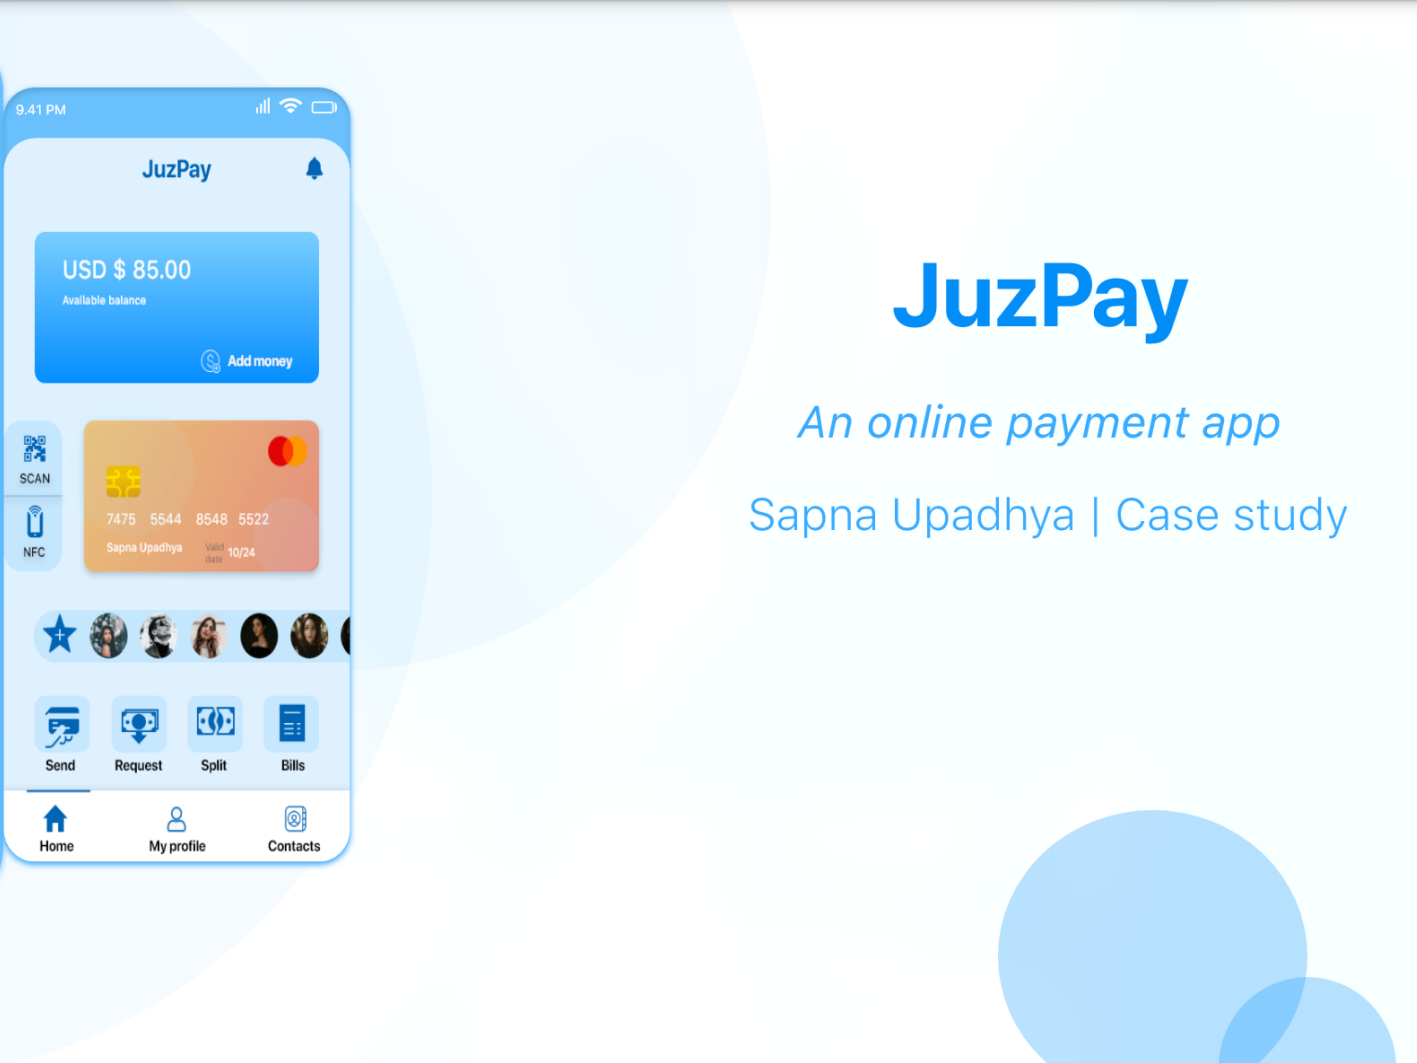 9.41 PM
JuzPay
USD $ 85.00
Available balance
Add money
SCAN
NFC
7475 5544 8548 5522
Sapna Upadhya Valid date 10/24
Send Request Split Bills
Home My profile Contacts
JuzPay
An online payment app
Sapna Upadhya | Case study